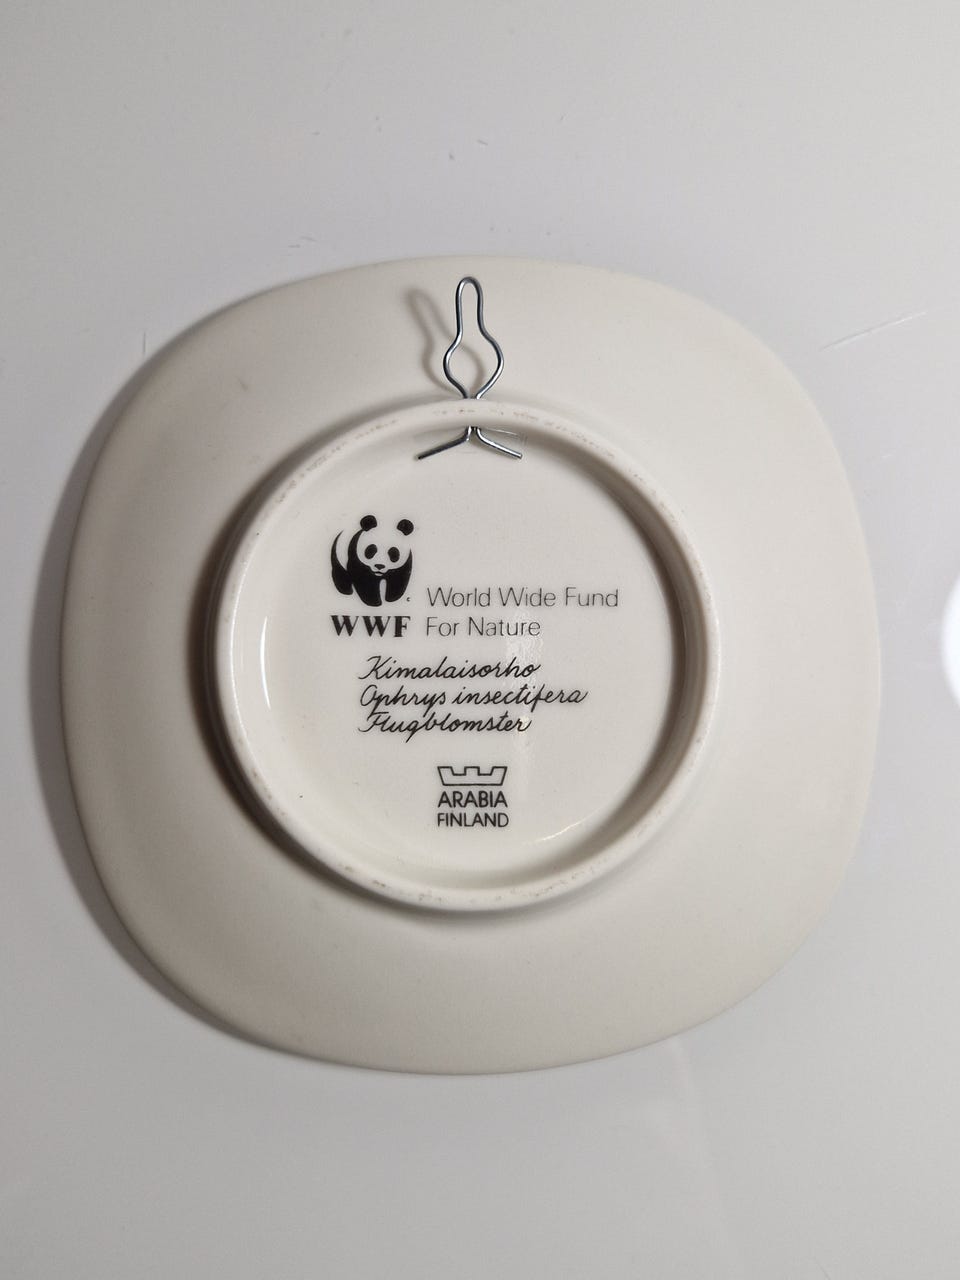 WWF
World Wide Fund
For Nature
Kimalaisorho
Ophrys insectifera
Flugblomster
ARABIA
FINLAND